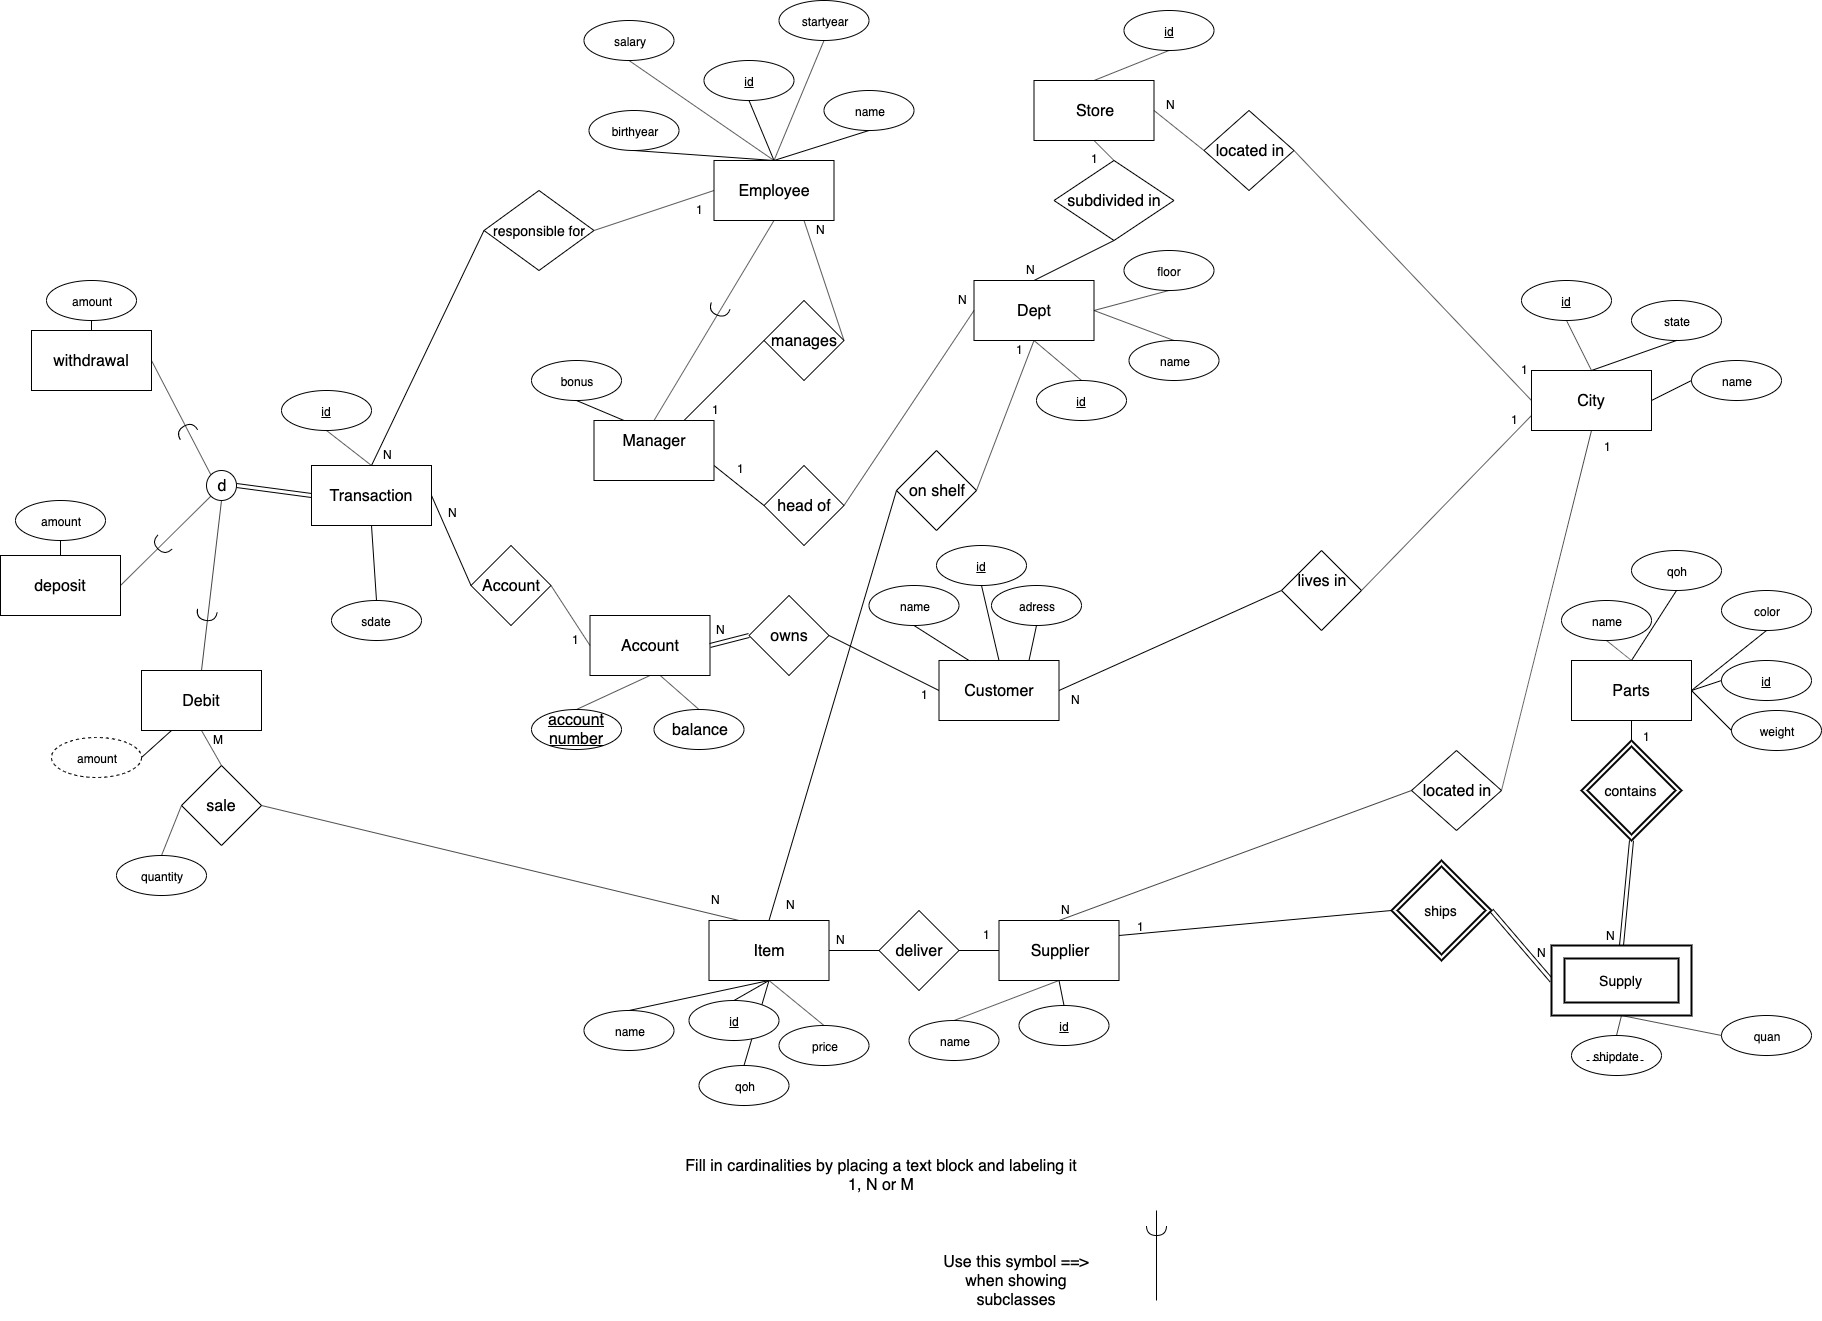 startyear
id
salary
id
Store
N
name
located in
birthyear
1
Employee
subdivided in
1
responsible for
N
N
floor
amount
N
Dept
id
state
manages
1
withdrawal
name
1
bonus
id
City
name
id
1
1
Manager
1
N
1
d
Transaction
on shelf
head of
N
amount
id
qoh
lives in
deposit
Account
name
adress
color
sdate
name
N
owns
1
Account
id
Customer
Parts
1
N
Debit
account
number
balance
weight
M
1
amount
located in
contains
sale
quantity
N
N
N
ships
1
N
1
N
N
Item
deliver
Supplier
Supply
id
id
name
quan
name
price
shipdate
qoh
Fill in cardinalities by placing a text block and labeling it
1, N or M
Use this symbol ==>
when showing
subclasses